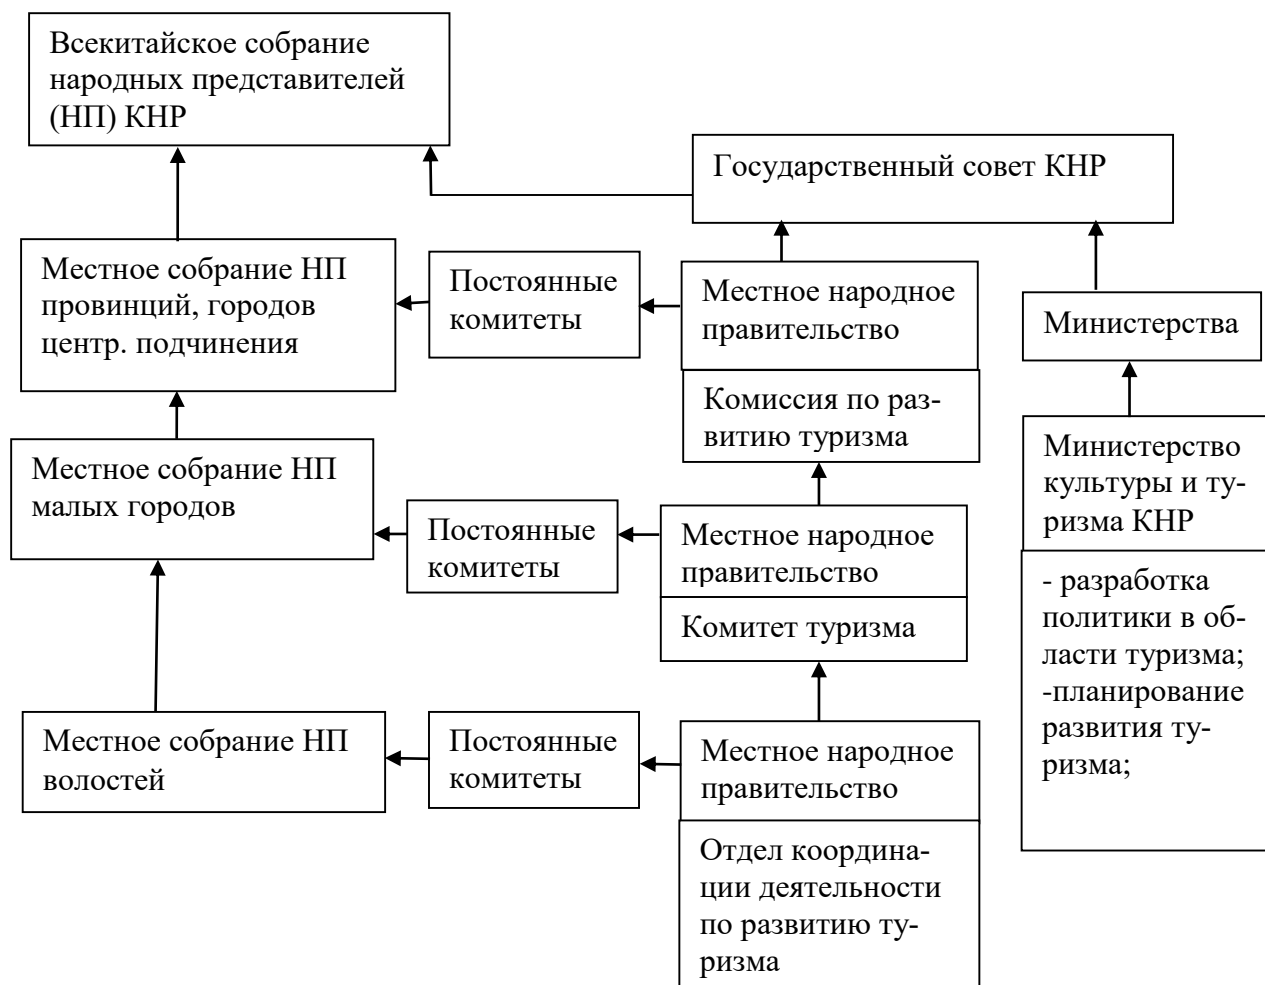 Всекитайское собрание
народных представителей
(НП) КНР
Государственный совет КНР
Местное собрание НП
провинций, городов
центр. подчинения
Постоянные
комитеты
Местное народное
правительство
Комиссия по раз-
витию туризма
Министерства
Министерство
культуры и ту-
ризма КНР
- разработка
политики в об-
ласти туризма;
-планирование
развития ту-
ризма;
Местное собрание НП
малых городов
Постоянные
комитеты
Местное народное
правительство
Комитет туризма
Местное собрание НП
волостей
Постоянные
комитеты
Местное народное
правительство
Отдел координа-
ции деятельности
по развитию ту-
ризма